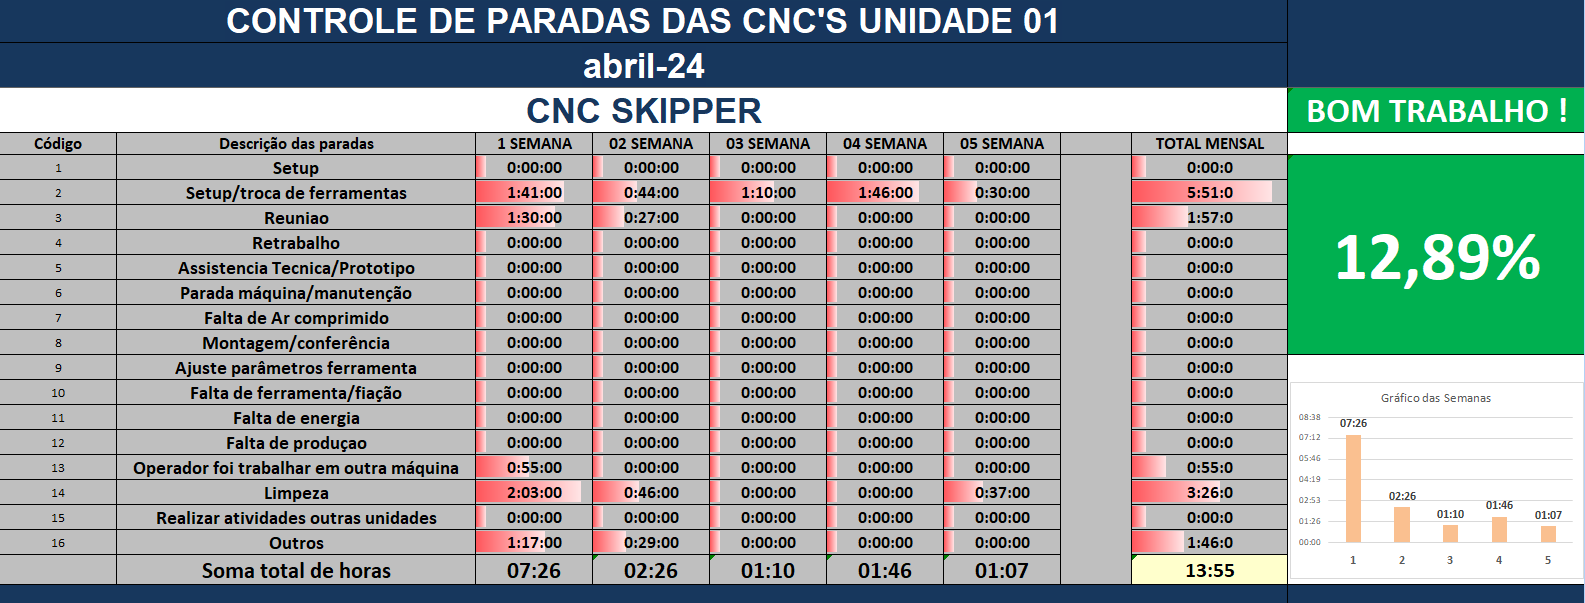 CONTROLE DE PARADAS DAS CNC'S UNIDADE 01
abril-24
CNC SKIPPER
BOM TRABALHO !
Código Descrição das paradas 1 SEMANA 02 SEMANA 03 SEMANA 04 SEMANA 05 SEMANA TOTAL MENSAL
1 Setup 0:00:00 0:00:00 0:00:00 0:00:00 0:00:00 0:00:0
2 Setup/troca de ferramentas 1:41:00 0:44:00 1:10:00 1:46:00 0:30:00 5:51:0
3 Reuniao 1:30:00 0:27:00 0:00:00 0:00:00 0:00:00 1:57:0
4 Retrabalho 0:00:00 0:00:00 0:00:00 0:00:00 0:00:00 0:00:0
5 Assistencia Tecnica/Prototipo 0:00:00 0:00:00 0:00:00 0:00:00 0:00:00 0:00:0
6 Parada máquina/manutenção 0:00:00 0:00:00 0:00:00 0:00:00 0:00:00 0:00:0
7 Falta de Ar comprimido 0:00:00 0:00:00 0:00:00 0:00:00 0:00:00 0:00:0
8 Montagem/conferência 0:00:00 0:00:00 0:00:00 0:00:00 0:00:00 0:00:0
9 Ajuste parâmetros ferramenta 0:00:00 0:00:00 0:00:00 0:00:00 0:00:00 0:00:0
10 Falta de ferramenta/fiação 0:00:00 0:00:00 0:00:00 0:00:00 0:00:00 0:00:0
11 Falta de energia 0:00:00 0:00:00 0:00:00 0:00:00 0:00:00 0:00:0
12 Falta de produçao 0:00:00 0:00:00 0:00:00 0:00:00 0:00:00 0:00:0
13 Operador foi trabalhar em outra máquina 0:55:00 0:00:00 0:00:00 0:00:00 0:00:00 0:55:0
14 Limpeza 2:03:00 0:46:00 0:00:00 0:00:00 0:37:00 3:26:0
15 Realizar atividades outras unidades 0:00:00 0:00:00 0:00:00 0:00:00 0:00:00 0:00:0
16 Outros 1:17:00 0:29:00 0:00:00 0:00:00 0:00:00 1:46:0
Soma total de horas 07:26 02:26 01:10 01:46 01:07 13:55
12,89%
Gráfico das Semanas
08:38
07:12
05:46
04:19
02:53
01:26
00:00
07:26
02:26
01:10
01:46
01:07
1 2 3 4 5